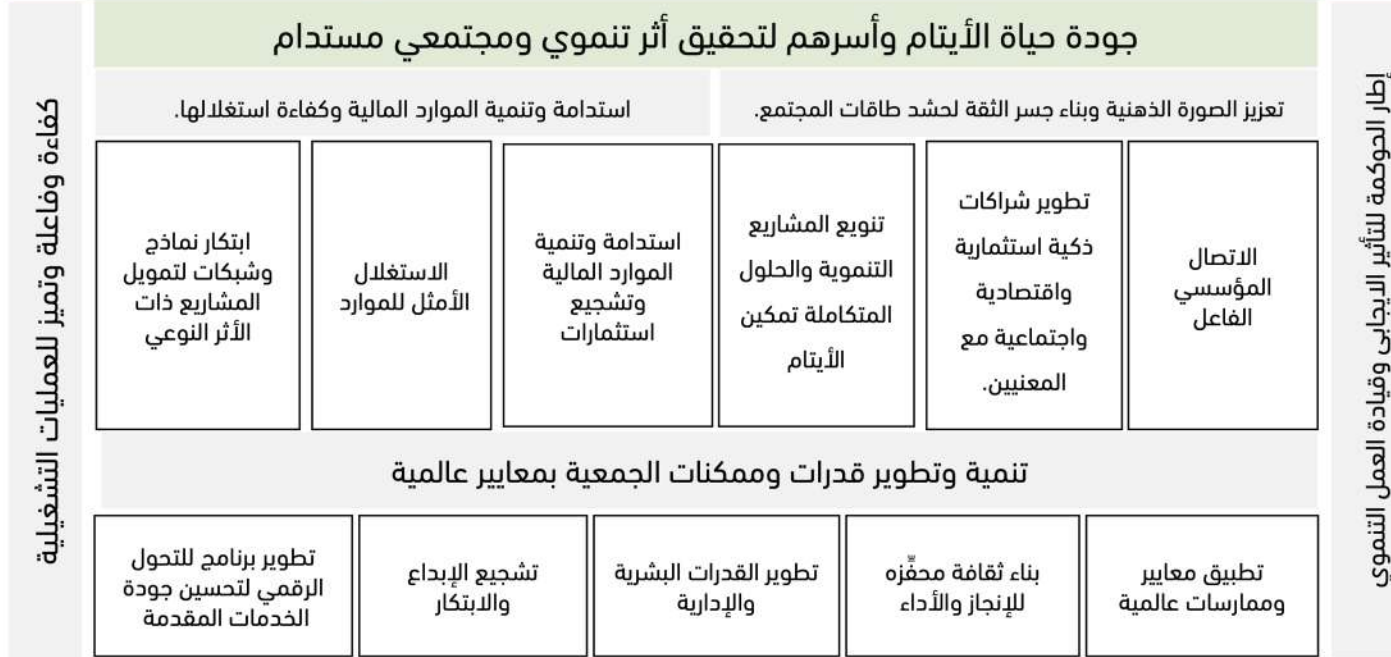 جودة حياة الأيتام وأسرهم لتحقيق أثر تنموي ومجتمعي مستدام
أطار الحوكمة للتأثير الايجابي وقيادة العمل التنموي
تعزيز الصورة الذهنية وبناء جسر الثقة لحشد طاقات المجتمع.
استدامة وتنمية الموارد المالية وكفاءة استغلالها.
الاتصال
المؤسسي
الفاعل
تطوير شراكات
ذكية استثمارية
واقتصادية
واجتماعية مع
المعنيين.
تنويع المشاريع
التنموية والحلول
المتكاملة تمكين
الأيتام
استدامة وتنمية
الموارد المالية
وتشجيع
استثمارات
الاستغلال
الأمثل للموارد
ابتكار نماذج
وشبكات لتمويل
المشاريع ذات
الأثر النوعي
تنمية وتطوير قدرات وممكنات الجمعية بمعايير عالمية
تطبيق معايير
وممارسات عالمية
بناء ثقافة محفّزه
للإنجاز والأداء
تطوير القدرات البشرية
والإدارية
تشجيع الإبداع
والابتكار
تطوير برنامج للتحول
الرقمي لتحسين جودة
الخدمات المقدمة
كفاءة وفاعلة وتميز للعمليات التشغيلية